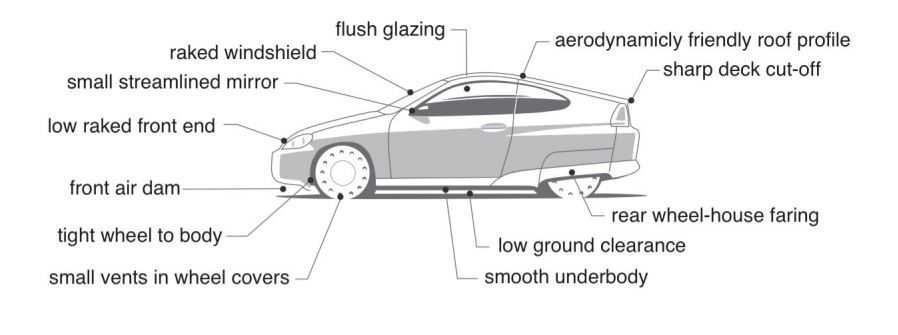 flush glazing
aerodynamicly friendly roof profile
raked windshield
sharp deck cut-off
small streamlined mirror
low raked front end
front air dam
rear wheel-house faring
tight wheel to body
low ground clearance
small vents in wheel covers
smooth underbody